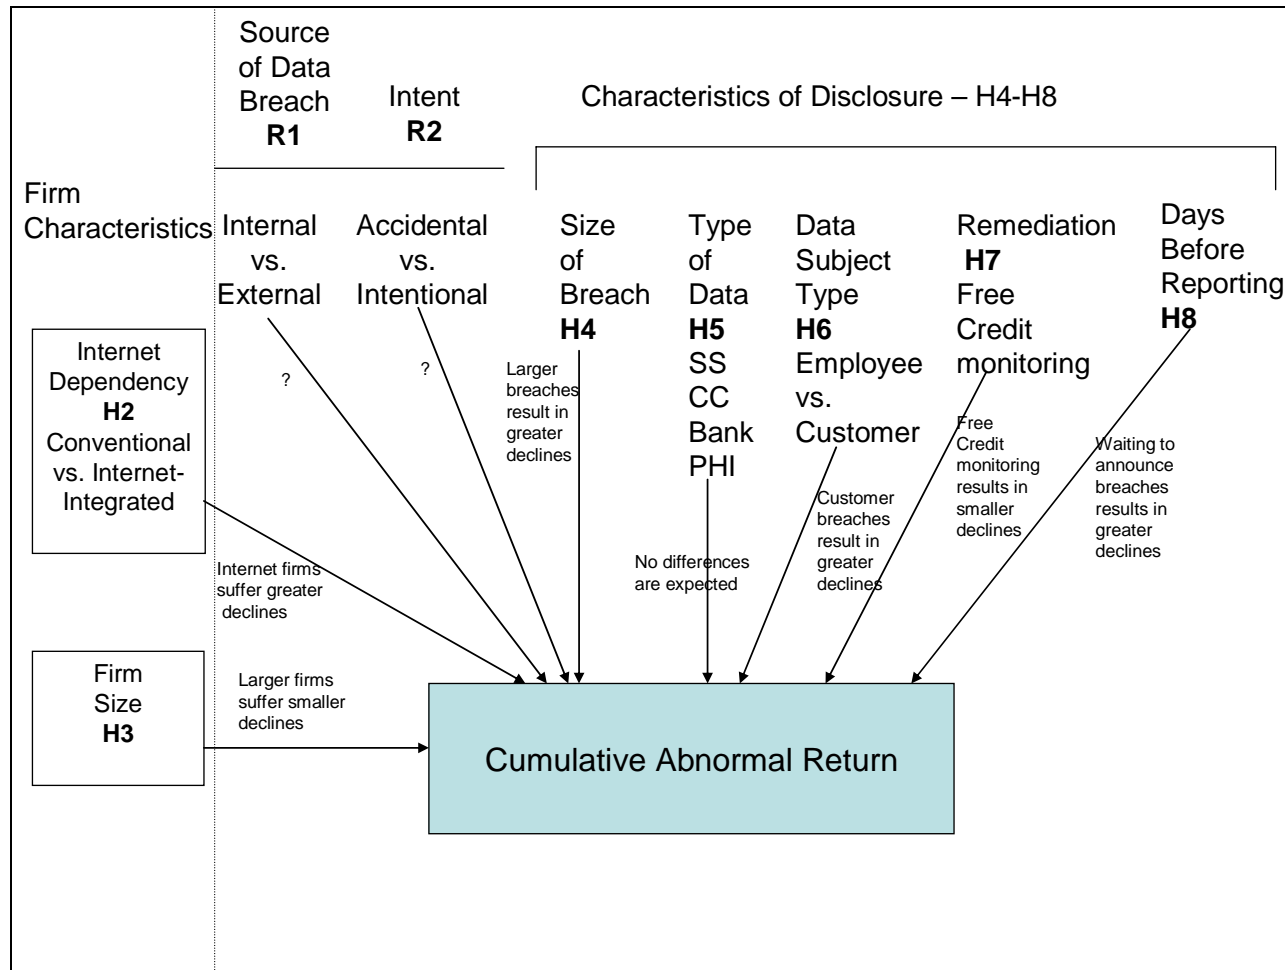 Source
of Data
Breach
R1
Intent
R2
Characteristics of Disclosure – H4-H8
Firm
Characteristics
Internal
vs.
External
Accidental
vs.
Intentional
Size
of
Breach
H4
Type
of
Data
H5
SS
CC
Bank
PHI
Data
Subject
Type
H6
Employee
vs.
Customer
Remediation
H7
Free
Credit
monitoring
Days
Before
Reporting
H8
Internet
Dependency
H2
Conventional
vs. Internet-
Integrated
?
?
Larger
breaches
result in
greater
declines
No differences
are expected
Customer
breaches
result in
greater
declines
Free
Credit
monitoring
results in
smaller
declines
Waiting to
announce
breaches
results in
greater
declines
Internet firms
suffer greater
declines
Firm
Size
H3
Larger firms
suffer smaller
declines
Cumulative Abnormal Return